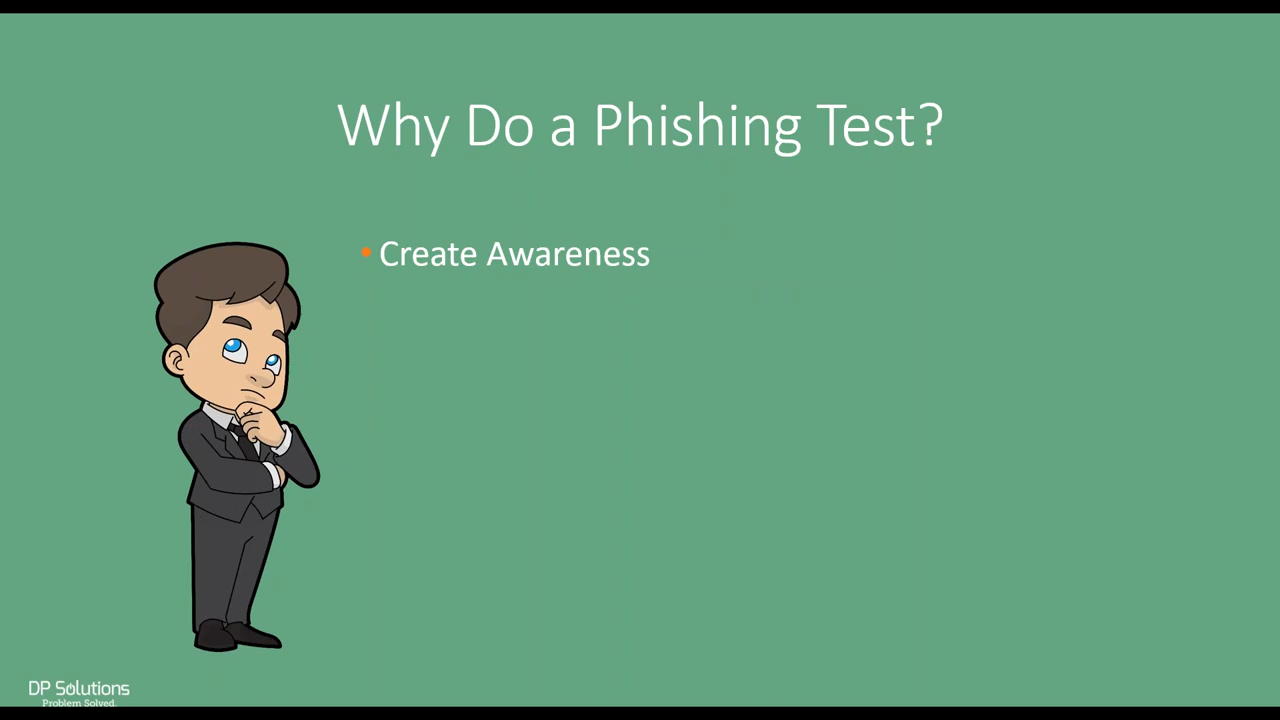 Why Do a Phishing Test?
• Create Awareness
DP Solutions
Problem Solved.